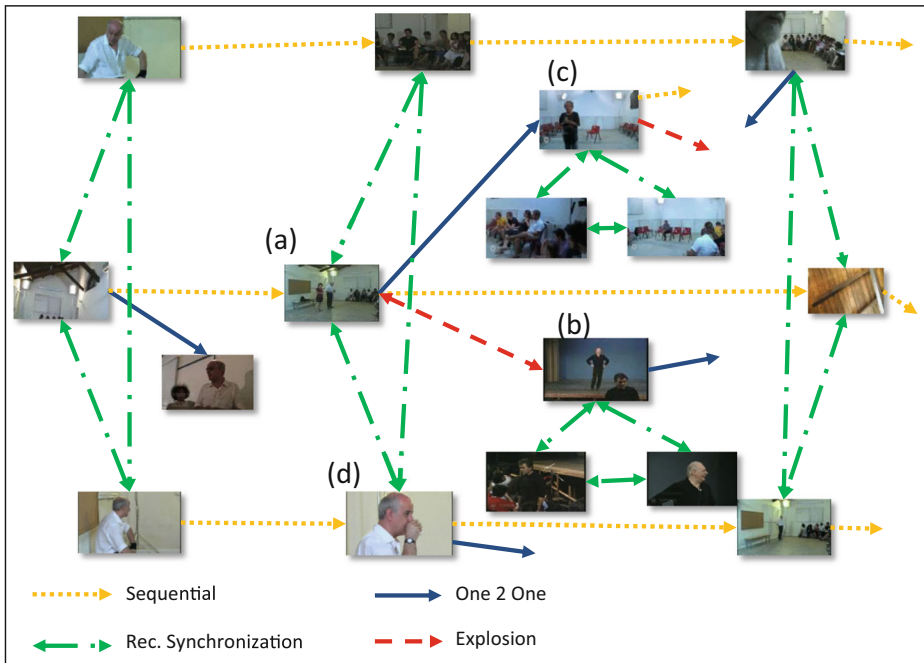 (c)
(a)
(b)
(d)
Sequential
One 2 One
Rec. Synchronization
Explosion